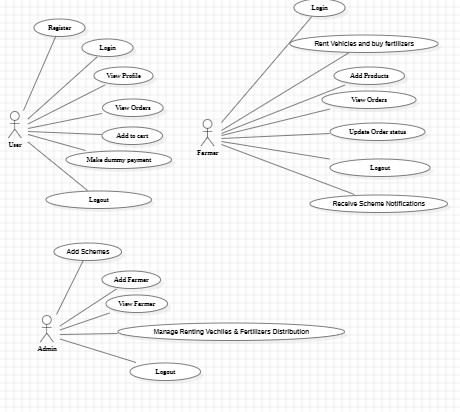 Register
Login
View Profile
View Orders
Add to cart
Make dummy payment
Logout
User
Login
Rent Vehicles and buy fertilizers
Add Products
View Orders
Update Order status
Logout
Receive Scheme Notifications
Farmer
Add Schemes
Add Farmer
View Farmer
Manage Renting Vechiles & Fertilizers Distribution
Logout
Admin